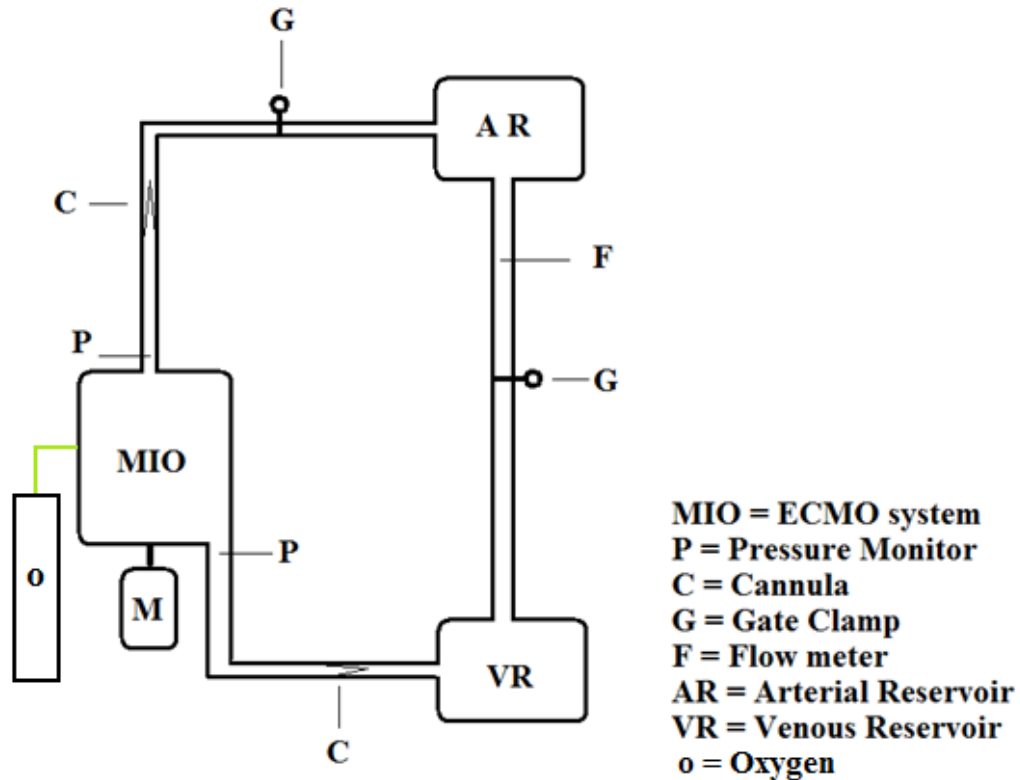 G
A R
C
F
P
G
MIO
P
o
M
VR
C
MIO = ECMO system
P = Pressure Monitor
C = Cannula
G = Gate Clamp
F = Flow meter
AR = Arterial Reservoir
VR = Venous Reservoir
o = Oxygen